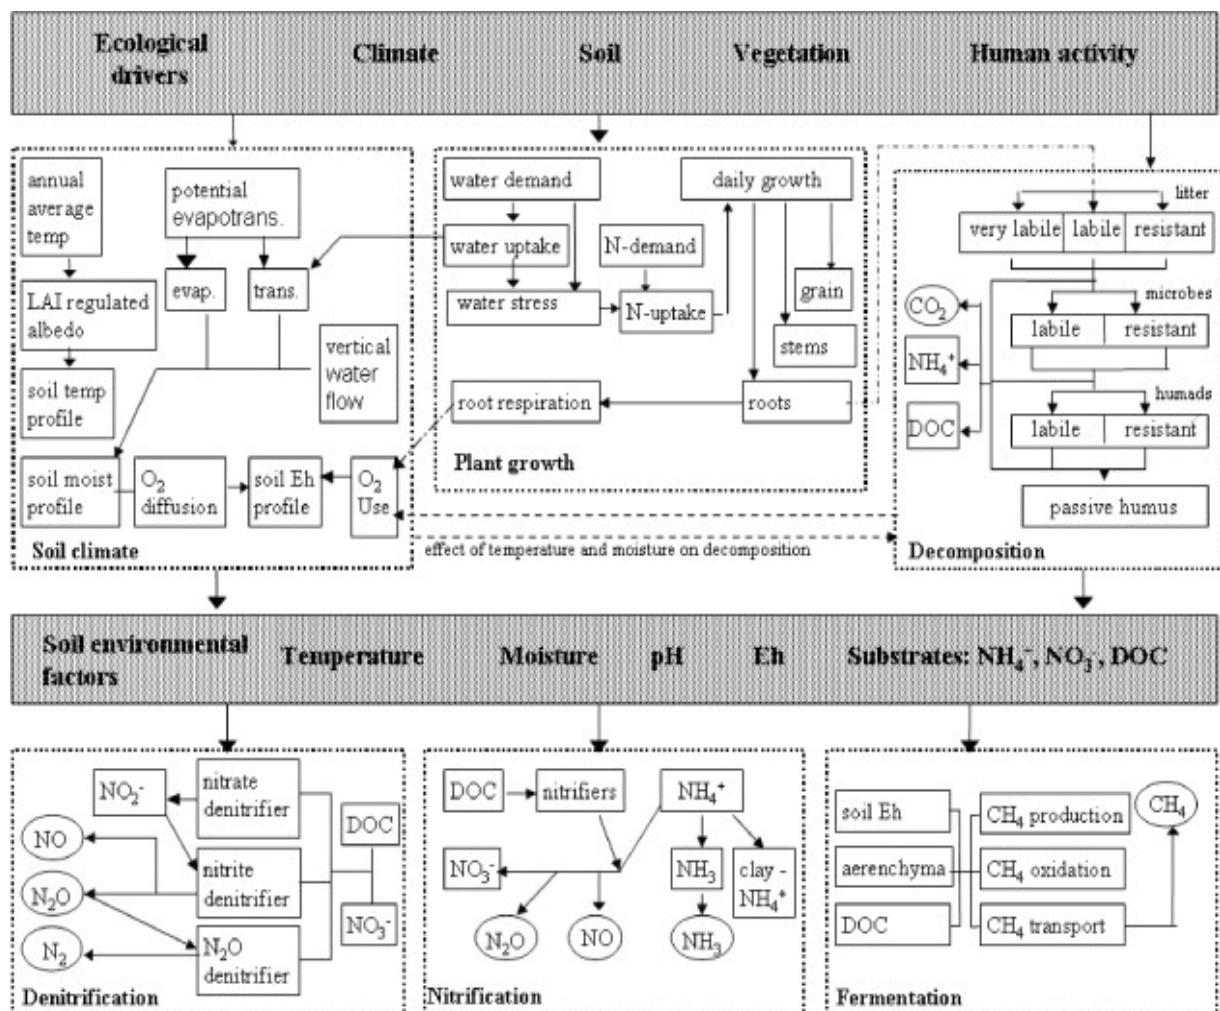 Ecological
drivers
Climate
Soil
Vegetation
Human activity
annual
average
temp
potential
evapotrans.
evap.
trans.
LAI regulated
albedo
vertical
water
flow
soil temp
profile
soil moist
profile
O₂
diffusion
soil Eh
profile
O₂
Use
Soil climate
water demand
daily growth
water uptake
N-demand
water stress
N-uptake
grain
stems
root respiration
roots
Plant growth
effect of temperature and moisture on decomposition
litter
very labile
labile
resistant
microbes
CO₂
labile
resistant
NH₄⁺
humads
DOC
labile
resistant
passive humus
Decomposition
Soil environmental
factors
Temperature
Moisture
pH
Eh
Substrates: NH₄⁻, NO₃⁻, DOC
NO₂⁻
nitrate
denitrifier
DOC
NO
nitrite
denitrifier
N₂O
NO₃⁻
N₂
N₂O
denitrifier
Denitrification
DOC
nitrifiers
NH₄⁺
NO₃⁻
NH₃
clay -
NH₄⁺
N₂O
NO
NH₃
Nitrification
soil Eh
CH₄ production
CH₄
aerenchyma
CH₄ oxidation
DOC
CH₄ transport
Fermentation